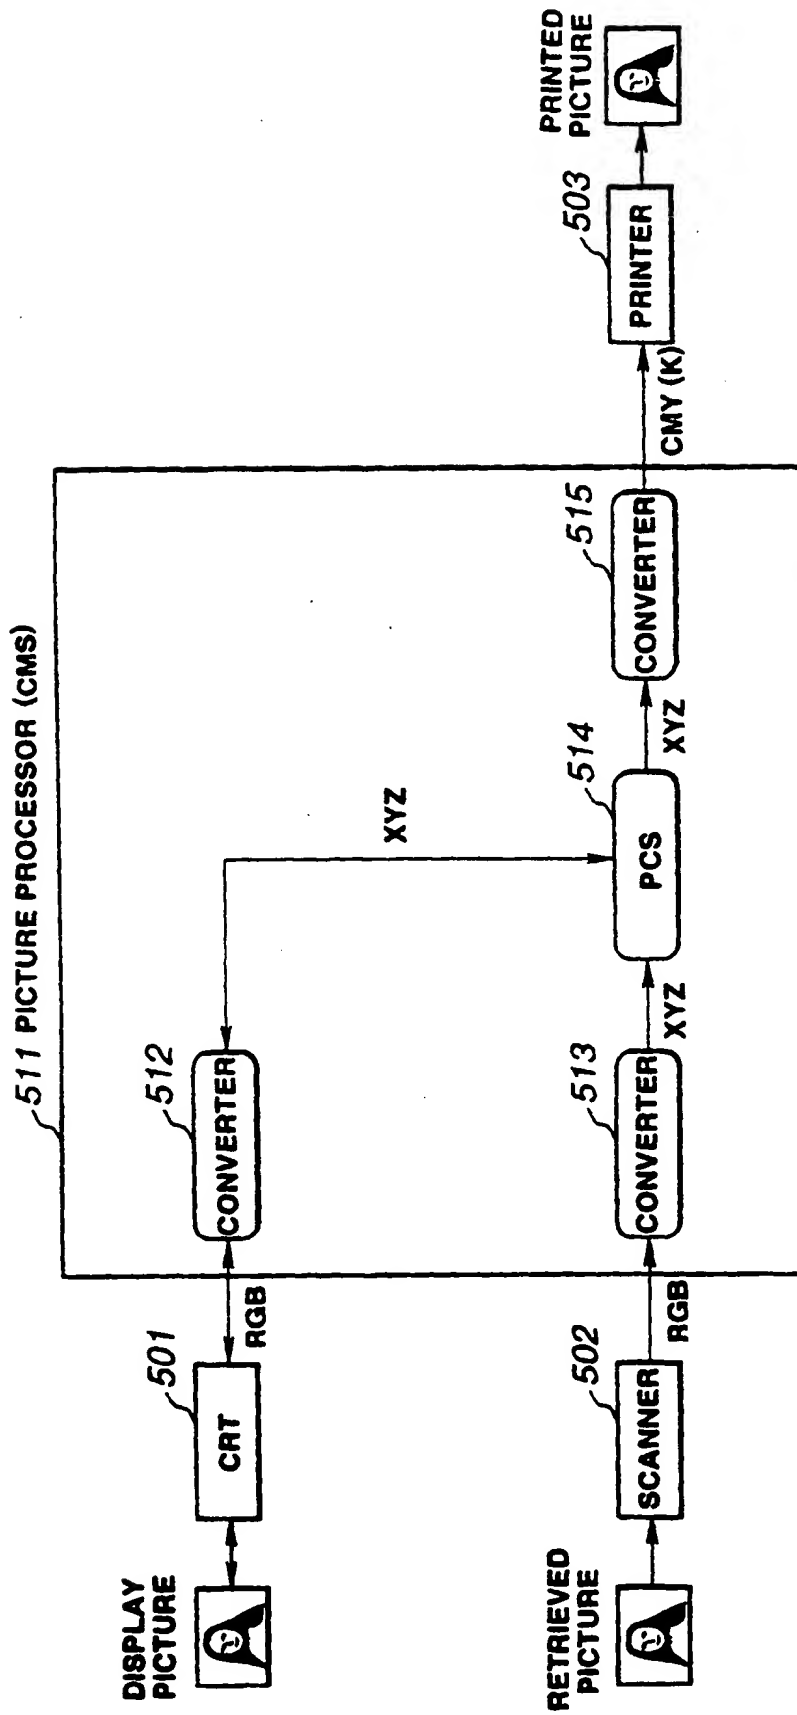 511 PICTURE PROCESSOR (CMS)
DISPLAY
PICTURE
501
CRT
RGB
512
CONVERTER
XYZ
RETRIEVED
PICTURE
502
SCANNER
RGB
513
CONVERTER
XYZ
514
PCS
XYZ
515
CONVERTER
CMY (K)
503
PRINTER
PRINTED
PICTURE